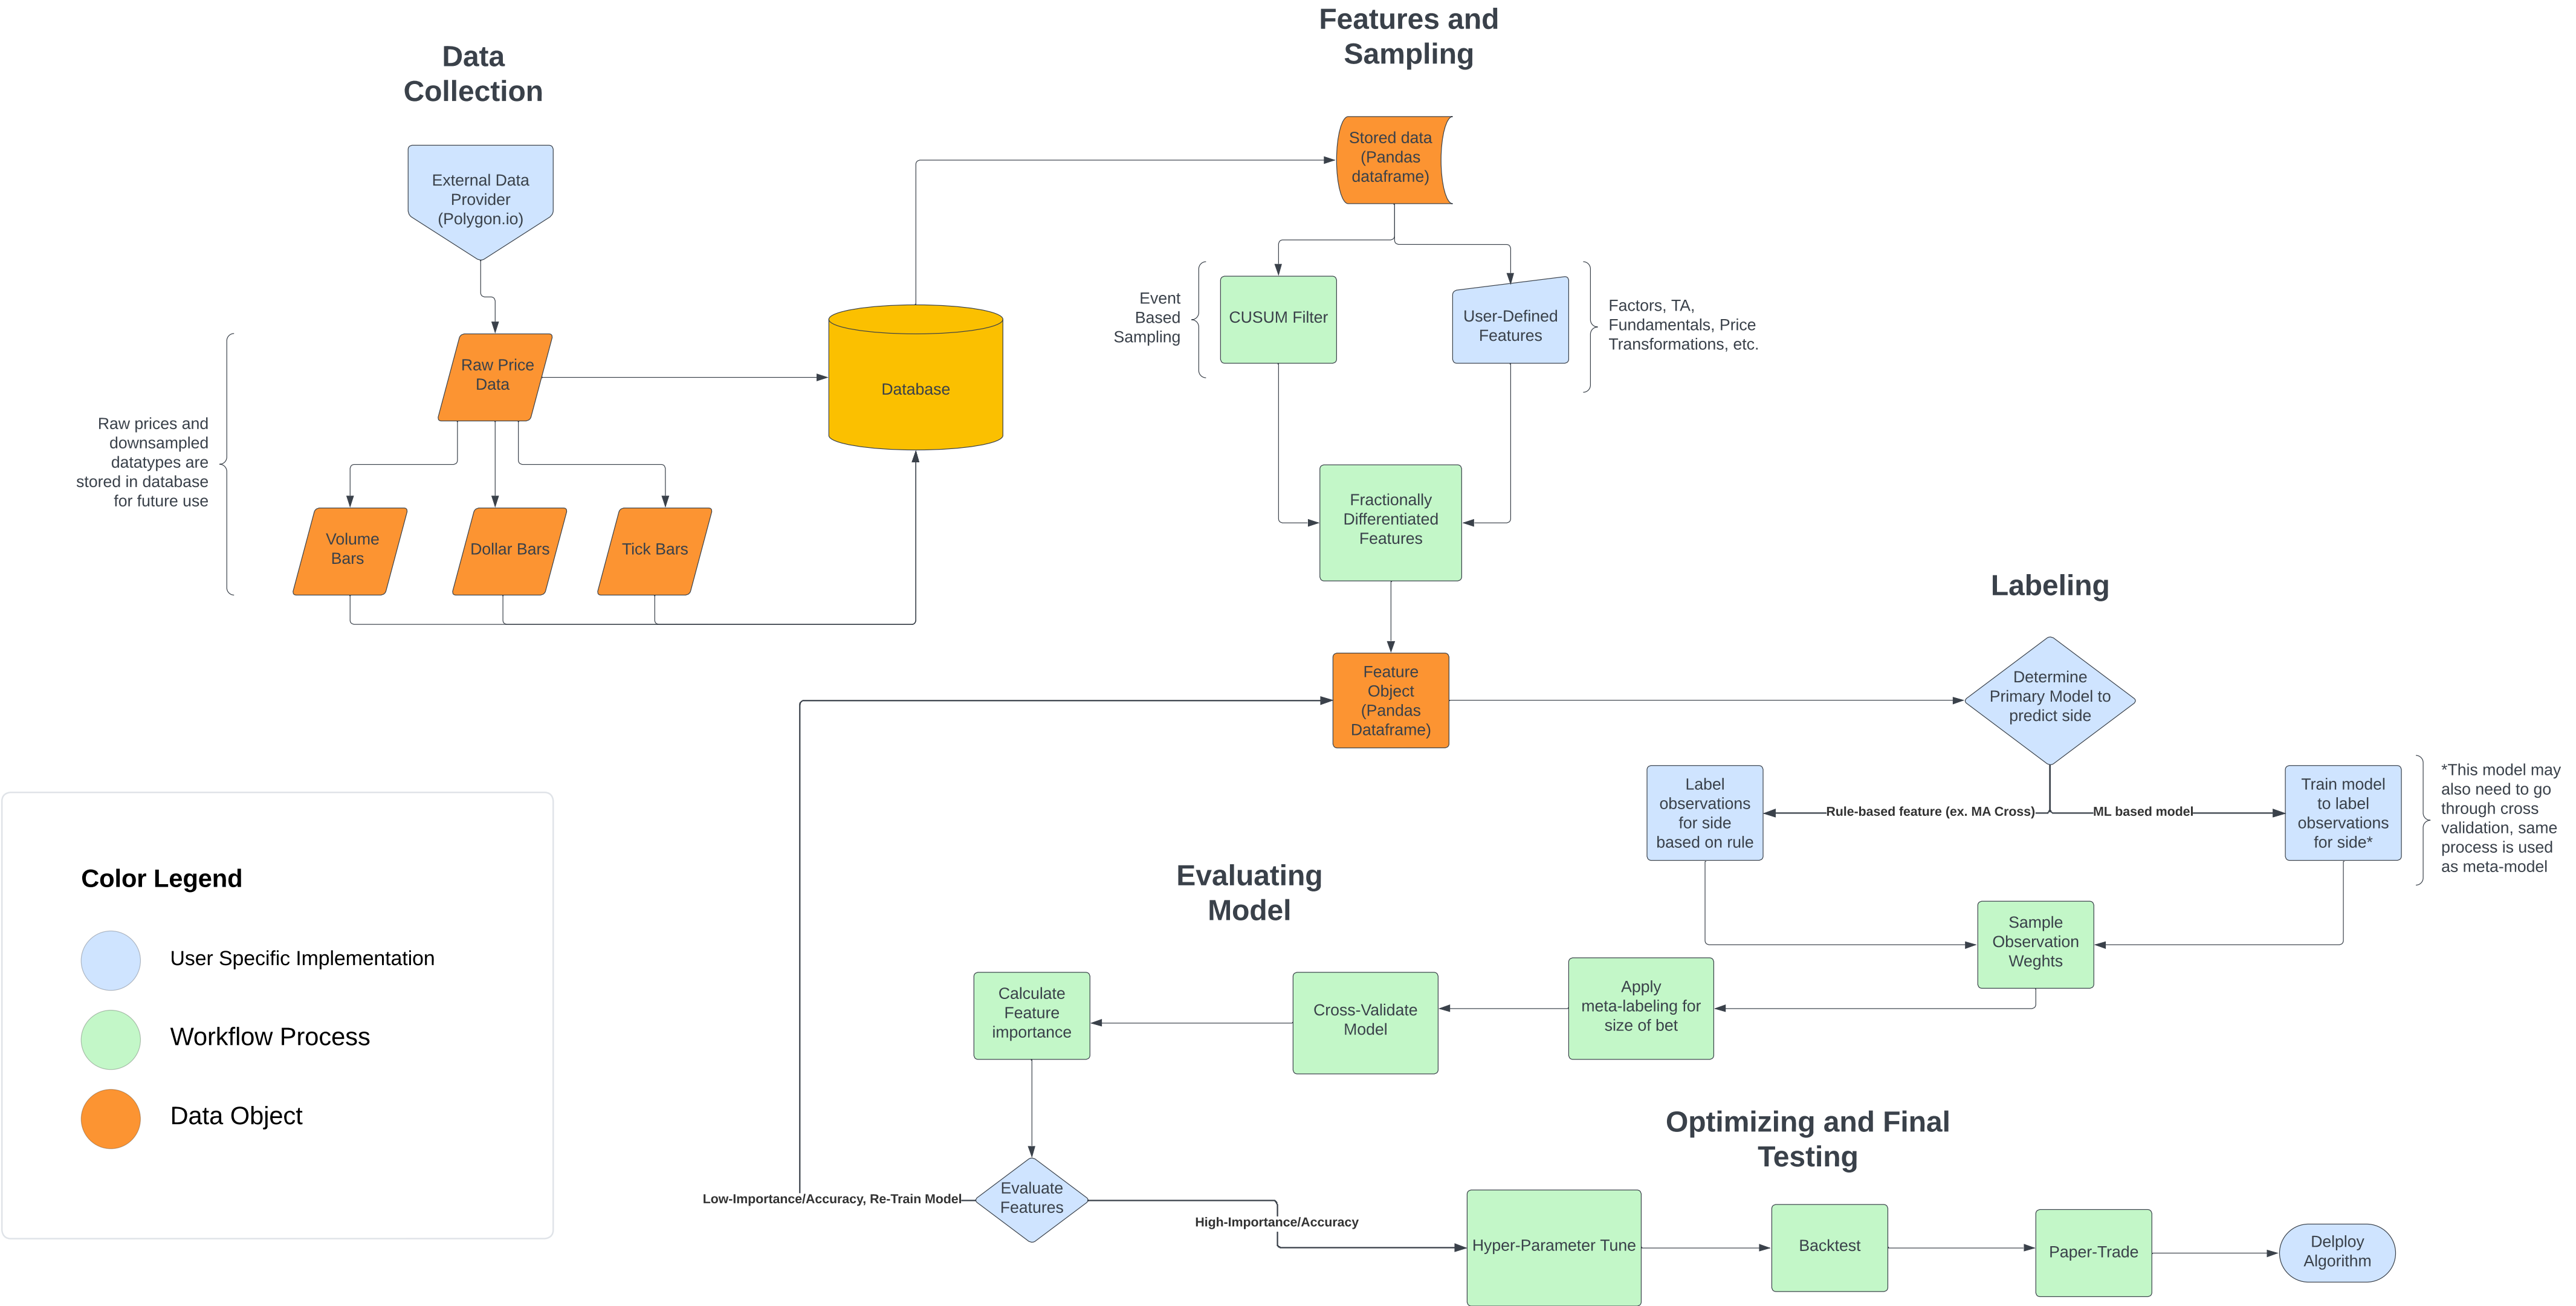 Data
Collection
External Data
Provider
(Polygon.io)
Raw Price
Data
Raw prices and
downsampled
datatypes are
stored in database
for future use
Volume
Bars
Dollar Bars
Tick Bars
Database
Features and
Sampling
Stored data
(Pandas
dataframe)
Event
Based
Sampling
CUSUM Filter
User-Defined
Features
Factors, TA,
Fundamentals, Price
Transformations, etc.
Fractionally
Differentiated
Features
Feature
Object
(Pandas
Dataframe)
Labeling
Determine
Primary Model to
predict side
Rule-based feature (ex. MA Cross)
ML based model
Label
observations
for side
based on rule
Train model
to label
observations
for side*
*This model may
also need to go
through cross
validation, same
process is used
as meta-model
Sample
Observation
Weghts
Evaluating
Model
Apply
meta-labeling for
size of bet
Cross-Validate
Model
Calculate
Feature
importance
Evaluate
Features
Low-Importance/Accuracy, Re-Train Model
High-Importance/Accuracy
Optimizing and Final
Testing
Hyper-Parameter Tune
Backtest
Paper-Trade
Delploy
Algorithm
Color Legend
User Specific Implementation
Workflow Process
Data Object